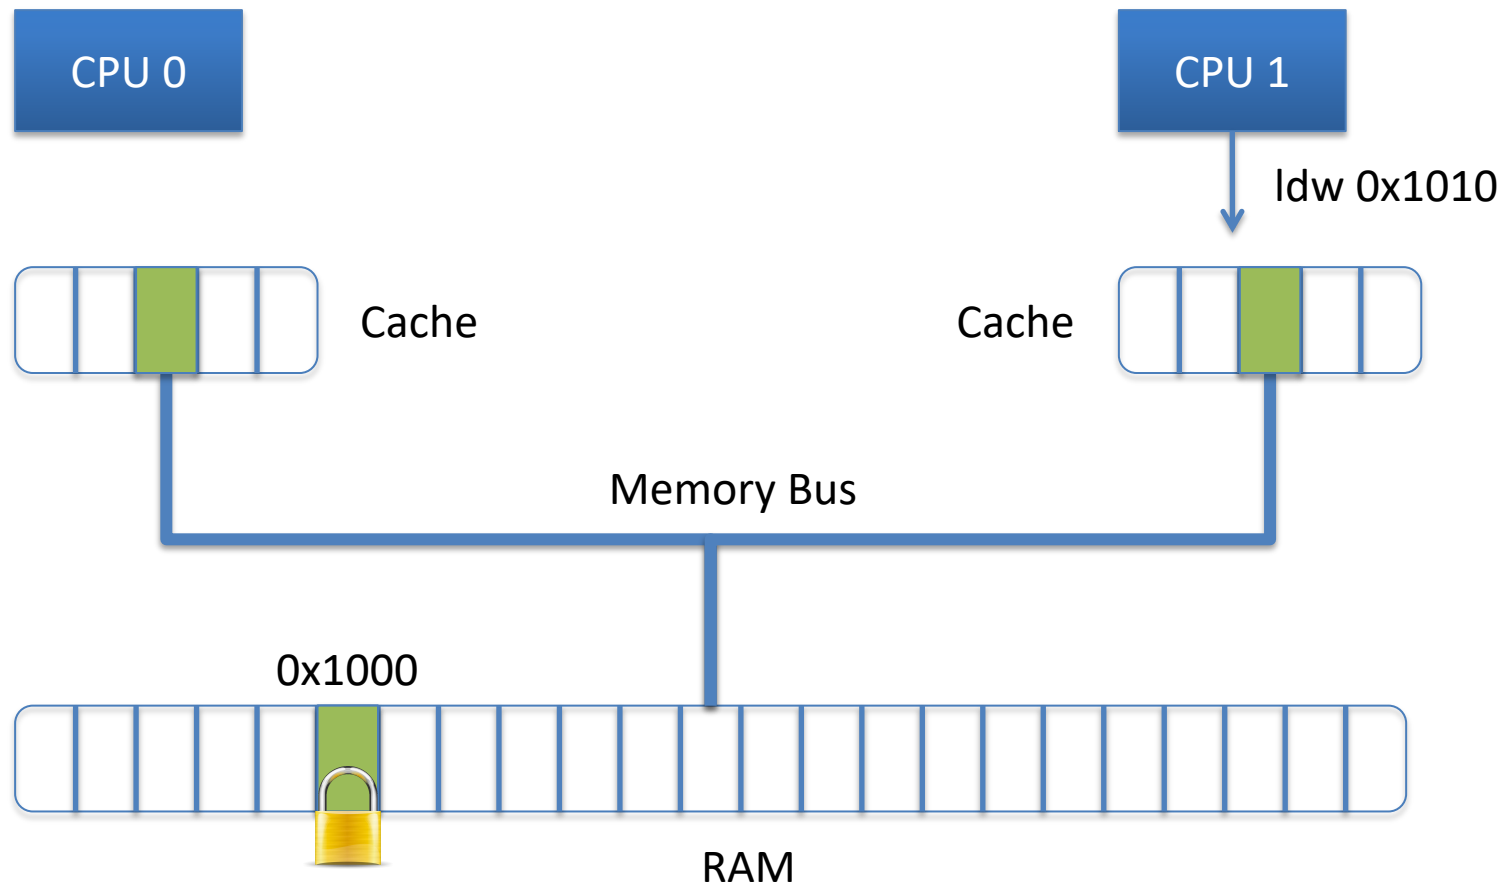 CPU 0
CPU 1
ldw 0x1010
Cache
Cache
Memory Bus
0x1000
RAM